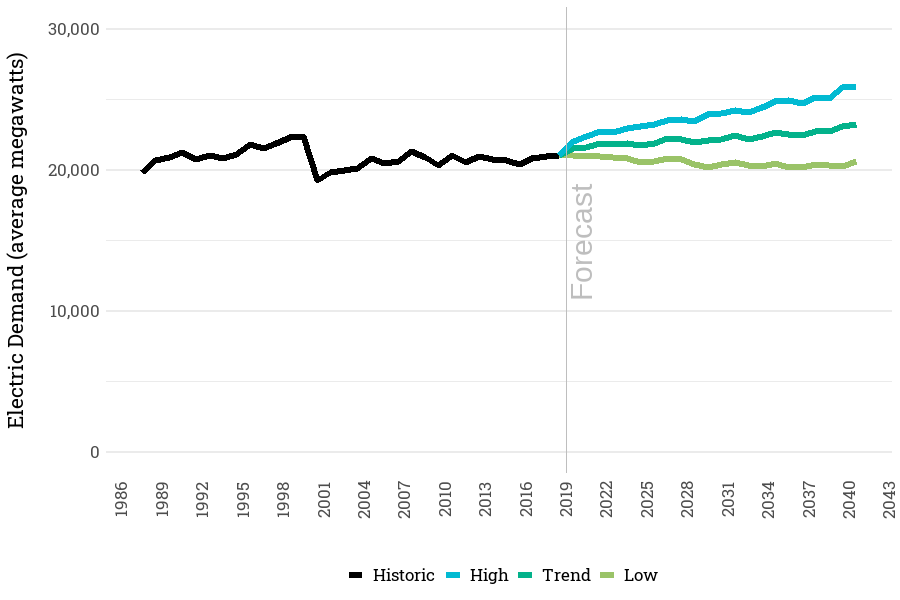 Electric Demand (average megawatts)
30,000
20,000
10,000
0
Forecast
1986 1989 1992 1995 1998 2001 2004 2007 2010 2013 2016 2019 2022 2025 2028 2031 2034 2037 2040 2043
Historic High Trend Low